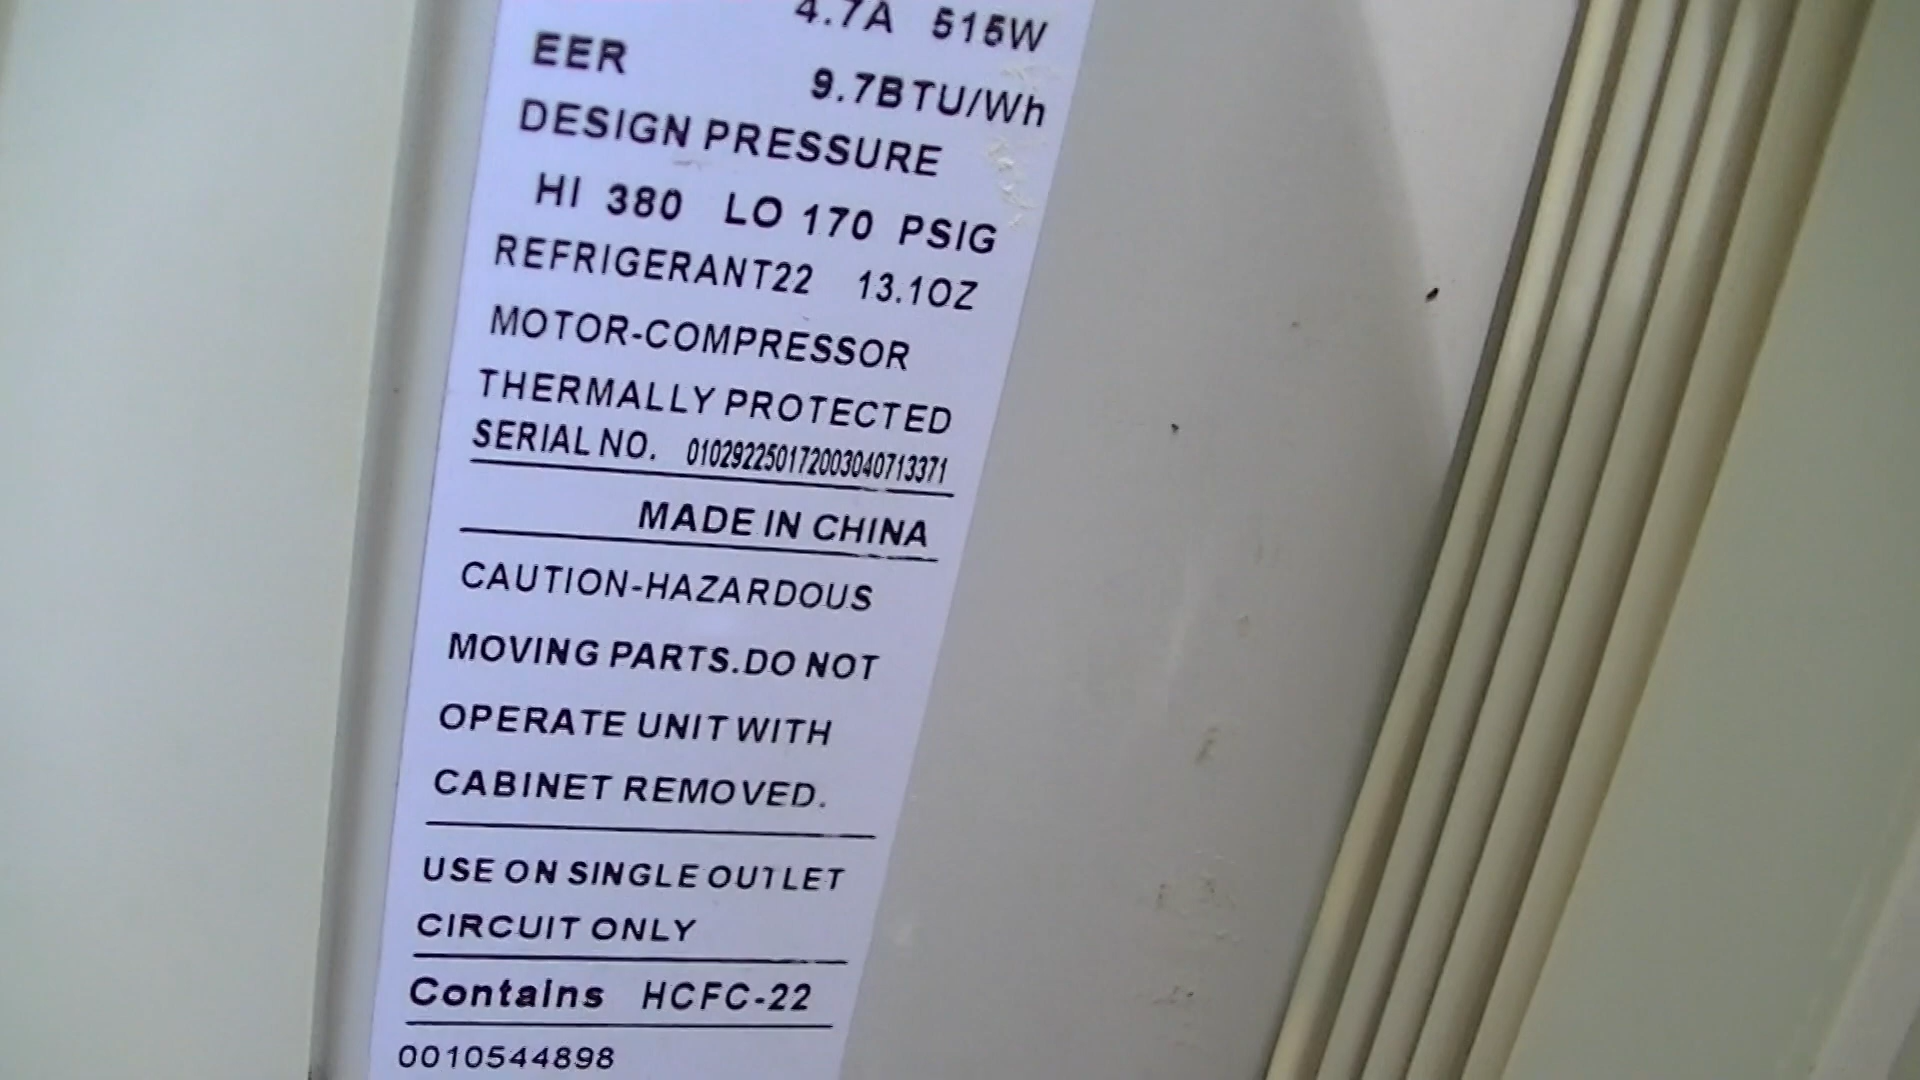 4.7A 515W
EER
9.7BTU/Wh
DESIGN PRESSURE
HI 380 LO 170 PSIG
REFRIGERANT22 13.1OZ
MOTOR-COMPRESSOR
THERMALLY PROTECTED
SERIAL NO. 010292250172003040713371
MADE IN CHINA
CAUTION-HAZARDOUS
MOVING PARTS.DO NOT
OPERATE UNIT WITH
CABINET REMOVED.
USE ON SINGLE OUTLET
CIRCUIT ONLY
Contains HCFC-22
0010544898